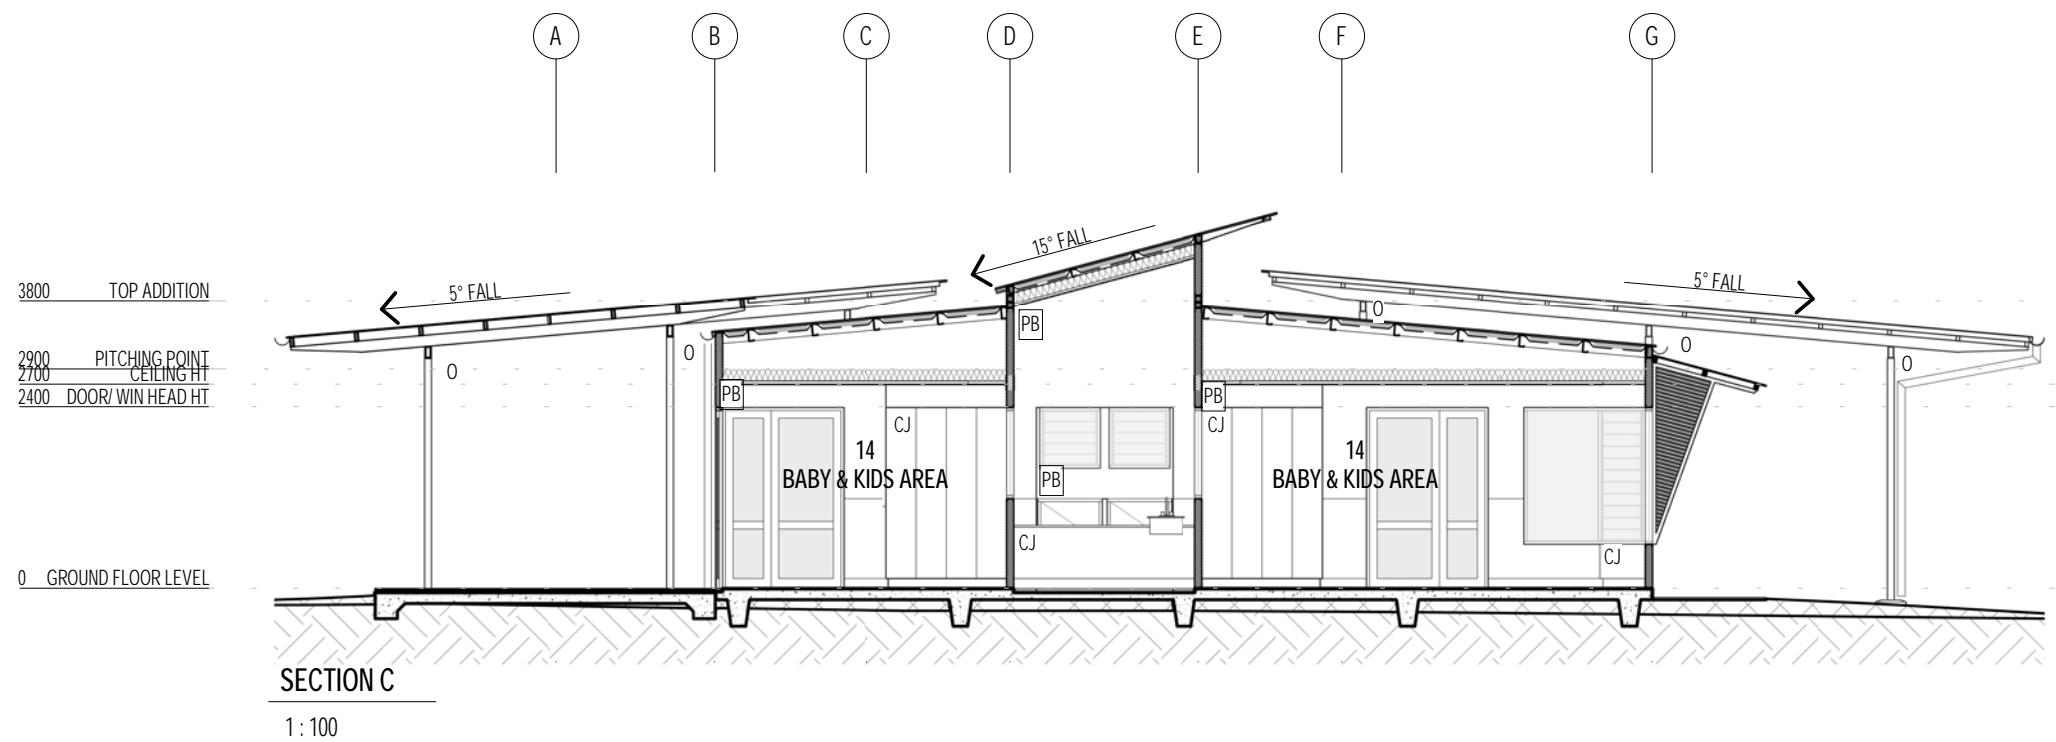 A B C D E F G
15° FALL
5° FALL
5° FALL
3800 TOP ADDITION
O
PB
2900 PITCHING POINT
O
O
O
O
2700 CEILING HT
2400 DOOR/ WIN HEAD HT
PB
PB
CJ
CJ
14
BABY & KIDS AREA
14
BABY & KIDS AREA
PB
CJ
CJ
0 GROUND FLOOR LEVEL
SECTION C
1 : 100